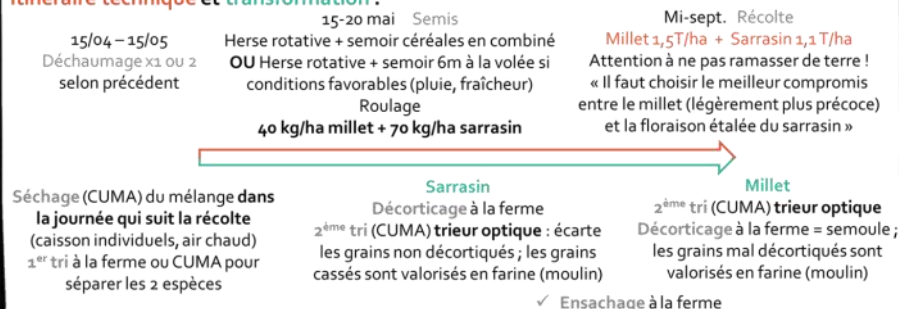 Itinéraire technique et transformation :
15/04 – 15/05
Déchaumage x1 ou 2
selon précédent
15-20 mai Semis
Herse rotative + semoir céréales en combiné
OU Herse rotative + semoir 6m à la volée si
conditions favorables (pluie, fraîcheur)
Roulage
40 kg/ha millet + 70 kg/ha sarrasin
Mi-sept. Récolte
Millet 1,5T/ha + Sarrasin 1,1 T/ha
Attention à ne pas ramasser de terre !
« Il faut choisir le meilleur compromis
entre le millet (légèrement plus précoce)
et la floraison étalée du sarrasin »
Séchage (CUMA) du mélange dans
la journée qui suit la récolte
(caisson individuels, air chaud)
1er tri à la ferme ou CUMA pour
séparer les 2 espèces
Sarrasin
Décorticage à la ferme
2ème tri (CUMA) trieur optique : écarte
les grains non décortiqués ; les grains
cassés sont valorisés en farine (moulin)
Millet
2ème tri (CUMA) trieur optique
Décorticage à la ferme = semoule ;
les grains mal décortiqués sont
valorisés en farine (moulin)
✓ Ensachage à la ferme